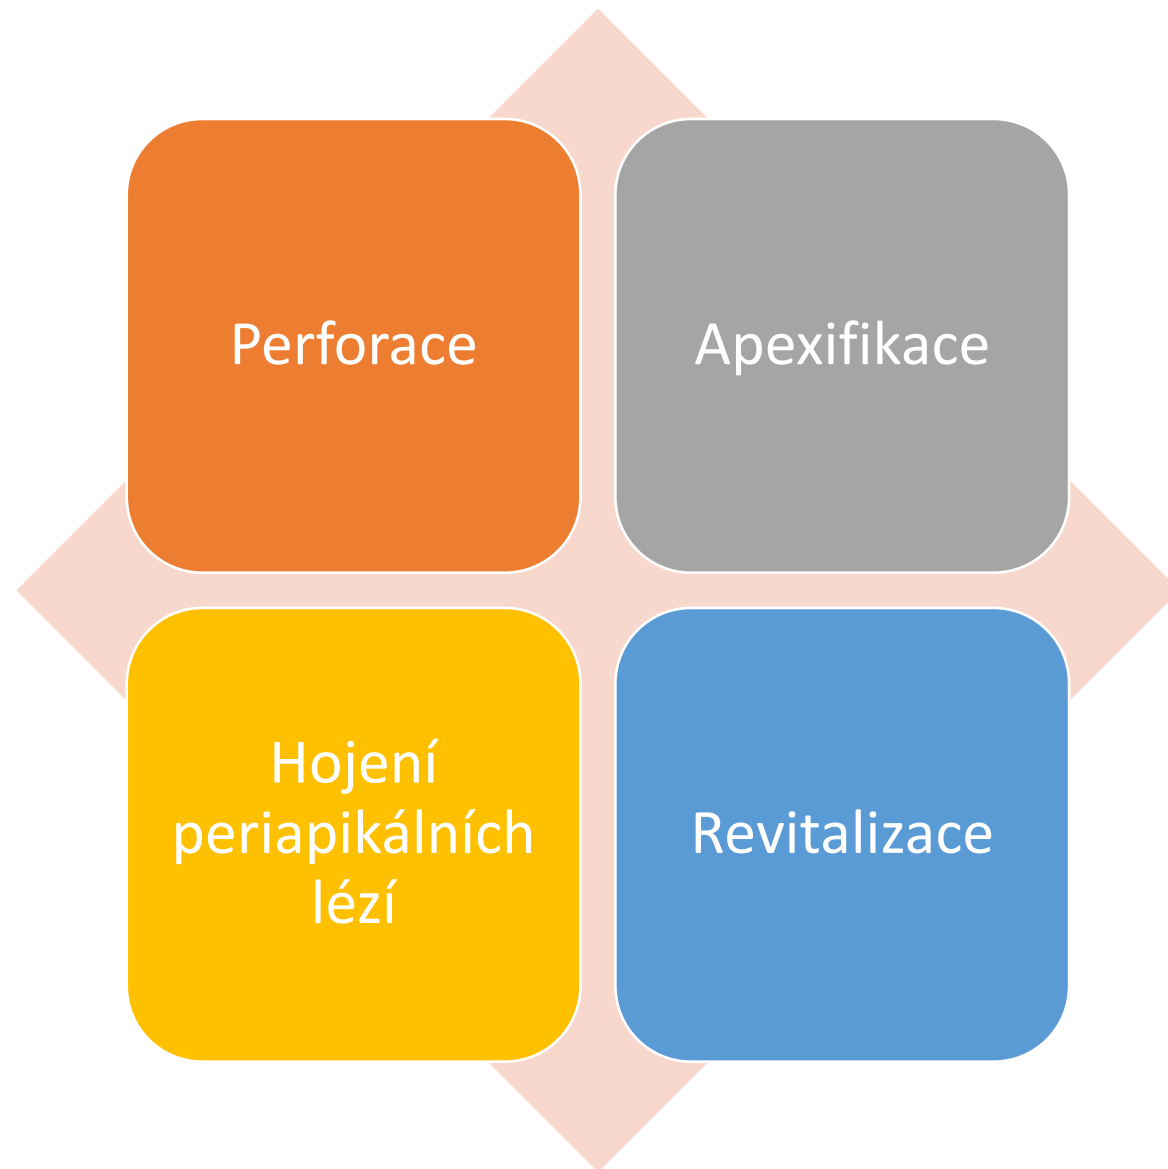 Perforace
Apexifikace
Hojení
periapikálních
lézí
Revitalizace